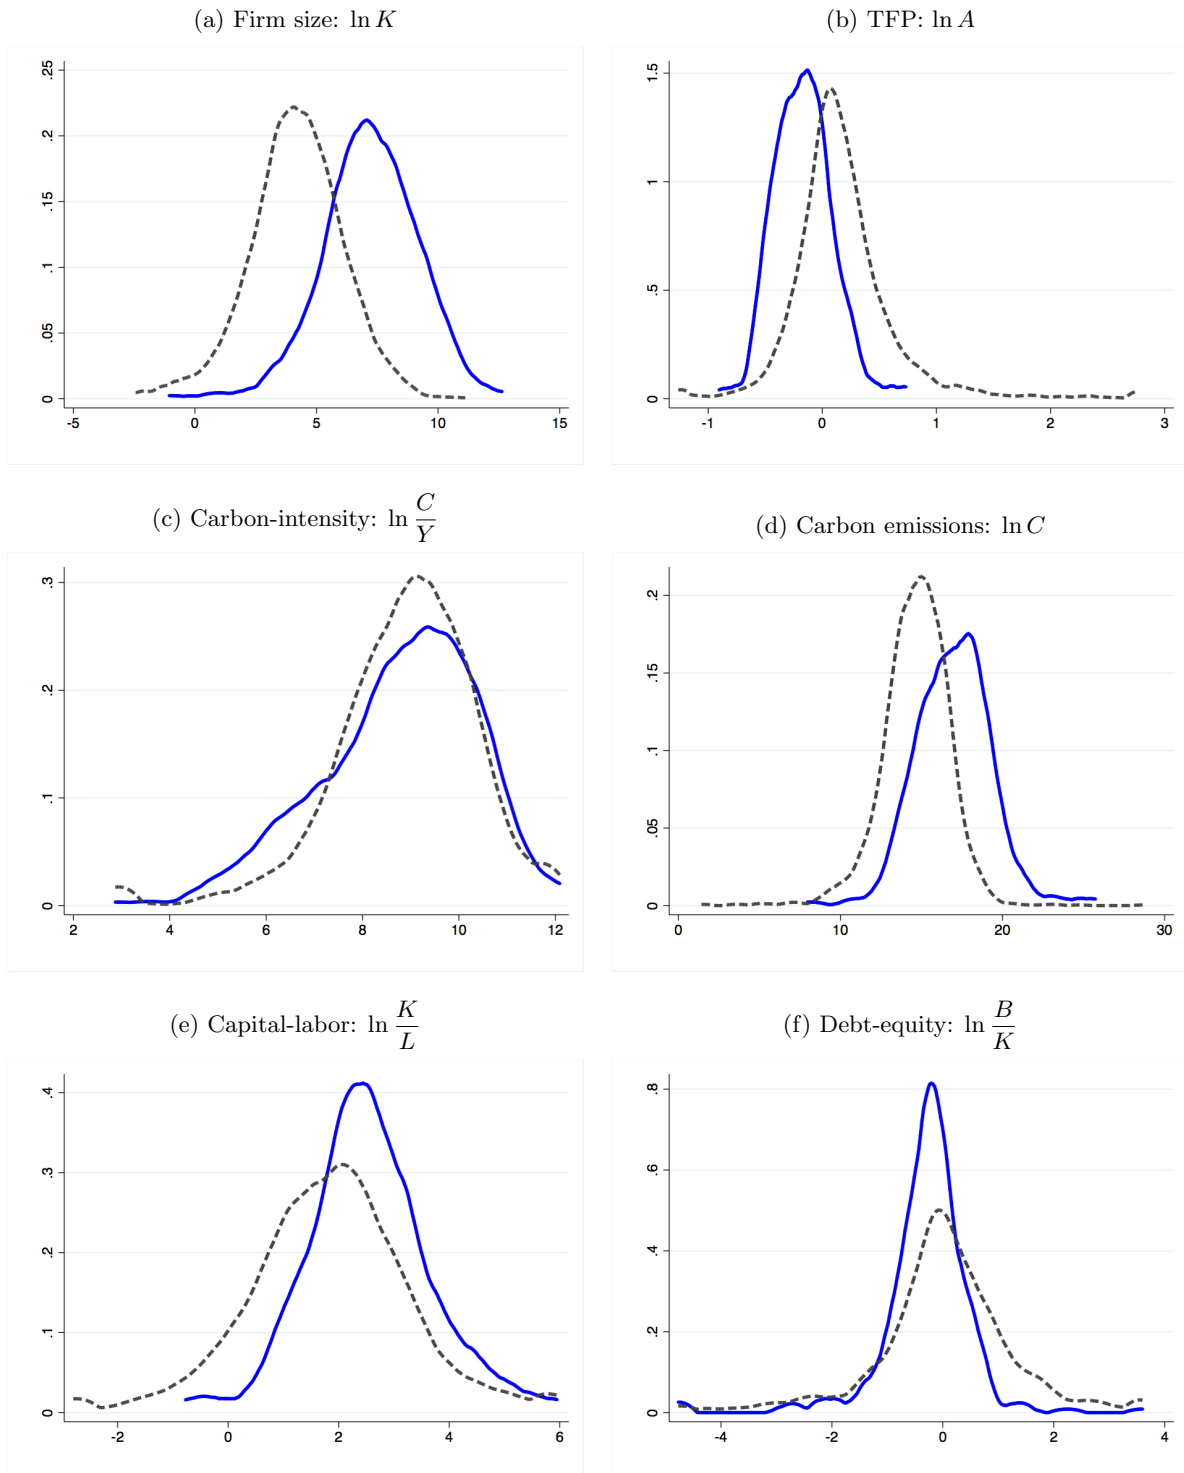 (a) Firm size: ln K
.25
.2
.15
.1
.05
0
-5 0 5 10 15
(b) TFP: ln A
1.5
1
.5
0
-1 0 1 2 3
(c) Carbon-intensity: ln C/Y
.3
.2
.1
0
2 4 6 8 10 12
(d) Carbon emissions: ln C
.2
.15
.1
.05
0
0 10 20 30
(e) Capital-labor: ln K/L
.4
.3
.2
.1
0
-2 0 2 4 6
(f) Debt-equity: ln B/K
.8
.6
.4
.2
0
-4 -2 0 2 4